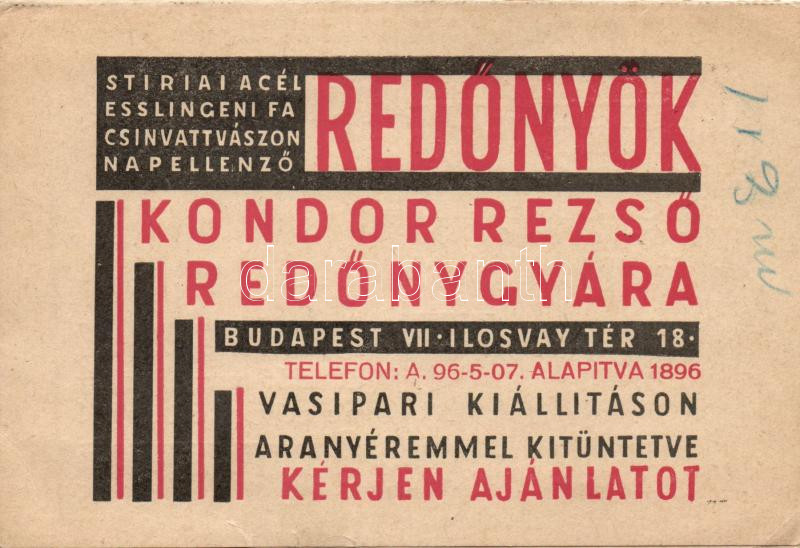 STIRIAI ACÉL
ESSLINGENI FA
CSINVATTVÁSZON
NAPELLENZŐ
REDŐNYÖK
KONDOR REZSŐ
REDŐNYGYÁRA
darabanth
BUDAPEST VII · ILOSVAY TÉR 18 ·
TELEFON: A. 96-5-07. ALAPITVA 1896
VASIPARI KIÁLLITÁSON
ARANYÉREMMEL KITÜNTETVE
KÉRJEN AJÁNLATOT